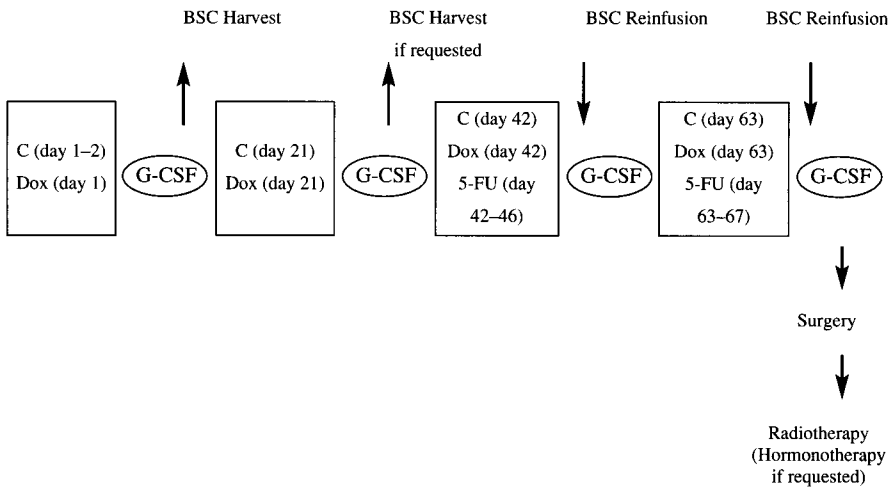 BSC Harvest
BSC Harvest
if requested
BSC Reinfusion
BSC Reinfusion
C (day 1–2)
Dox (day 1)
G-CSF
C (day 21)
Dox (day 21)
G-CSF
C (day 42)
Dox (day 42)
5-FU (day
42–46)
G-CSF
C (day 63)
Dox (day 63)
5-FU (day
63–67)
G-CSF
Surgery
Radiotherapy
(Hormonotherapy
if requested)